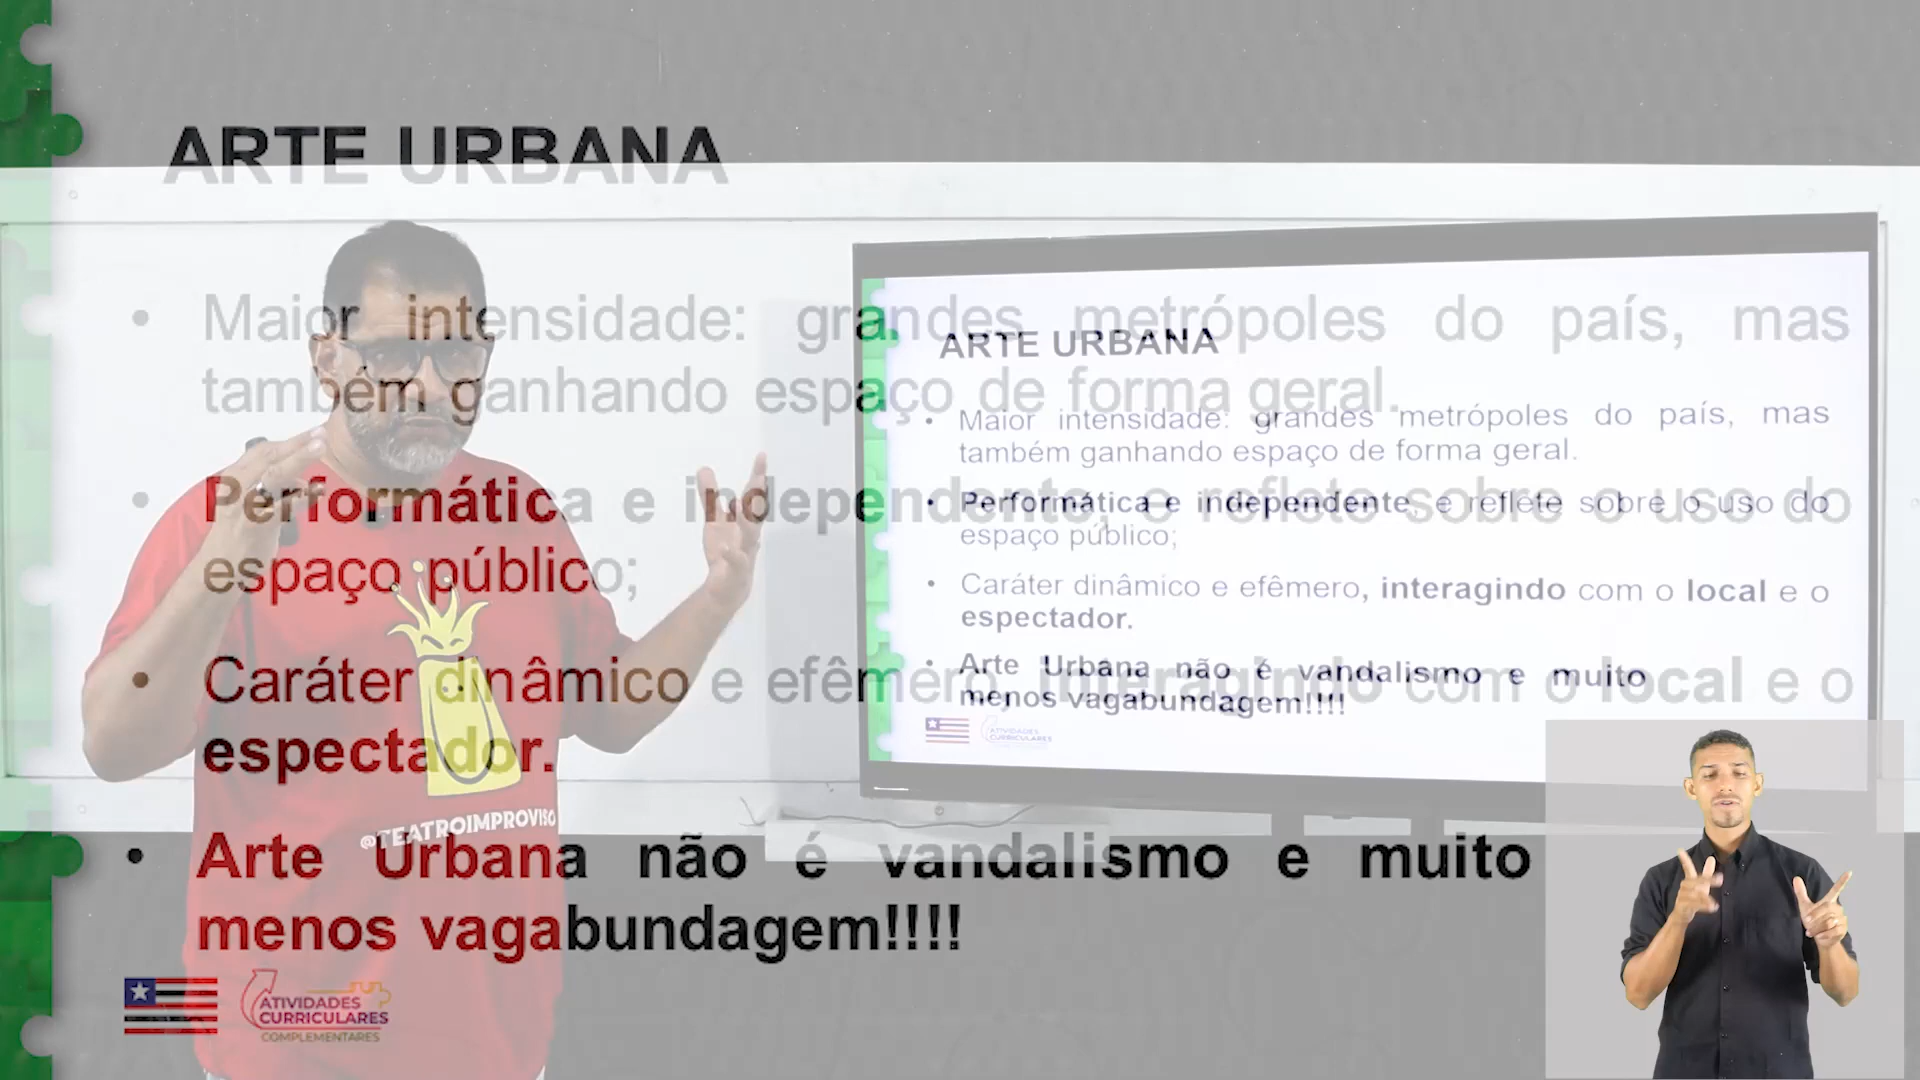 ARTE URBANA
• Maior intensidade: grandes metrópoles do país, mas
também ganhando espaço de forma geral.
• Performática e independente, e reflete sobre o uso do
espaço público;
• Caráter dinâmico e efêmero, interagindo com o local e o
espectador.
• Arte Urbana não é vandalismo e muito
menos vagabundagem!!!!
ATIVIDADES
CURRICULARES
COMPLEMENTARES
@TEATROIMPROVISO
ARTE URBANA
• Maior intensidade: grandes metrópoles do país, mas
também ganhando espaço de forma geral.
• Performática e independente, e reflete sobre o uso do
espaço público;
• Caráter dinâmico e efêmero, interagindo com o local e o
espectador.
• Arte Urbana não é vandalismo e muito
menos vagabundagem!!!!
ATIVIDADES
CURRICULARES